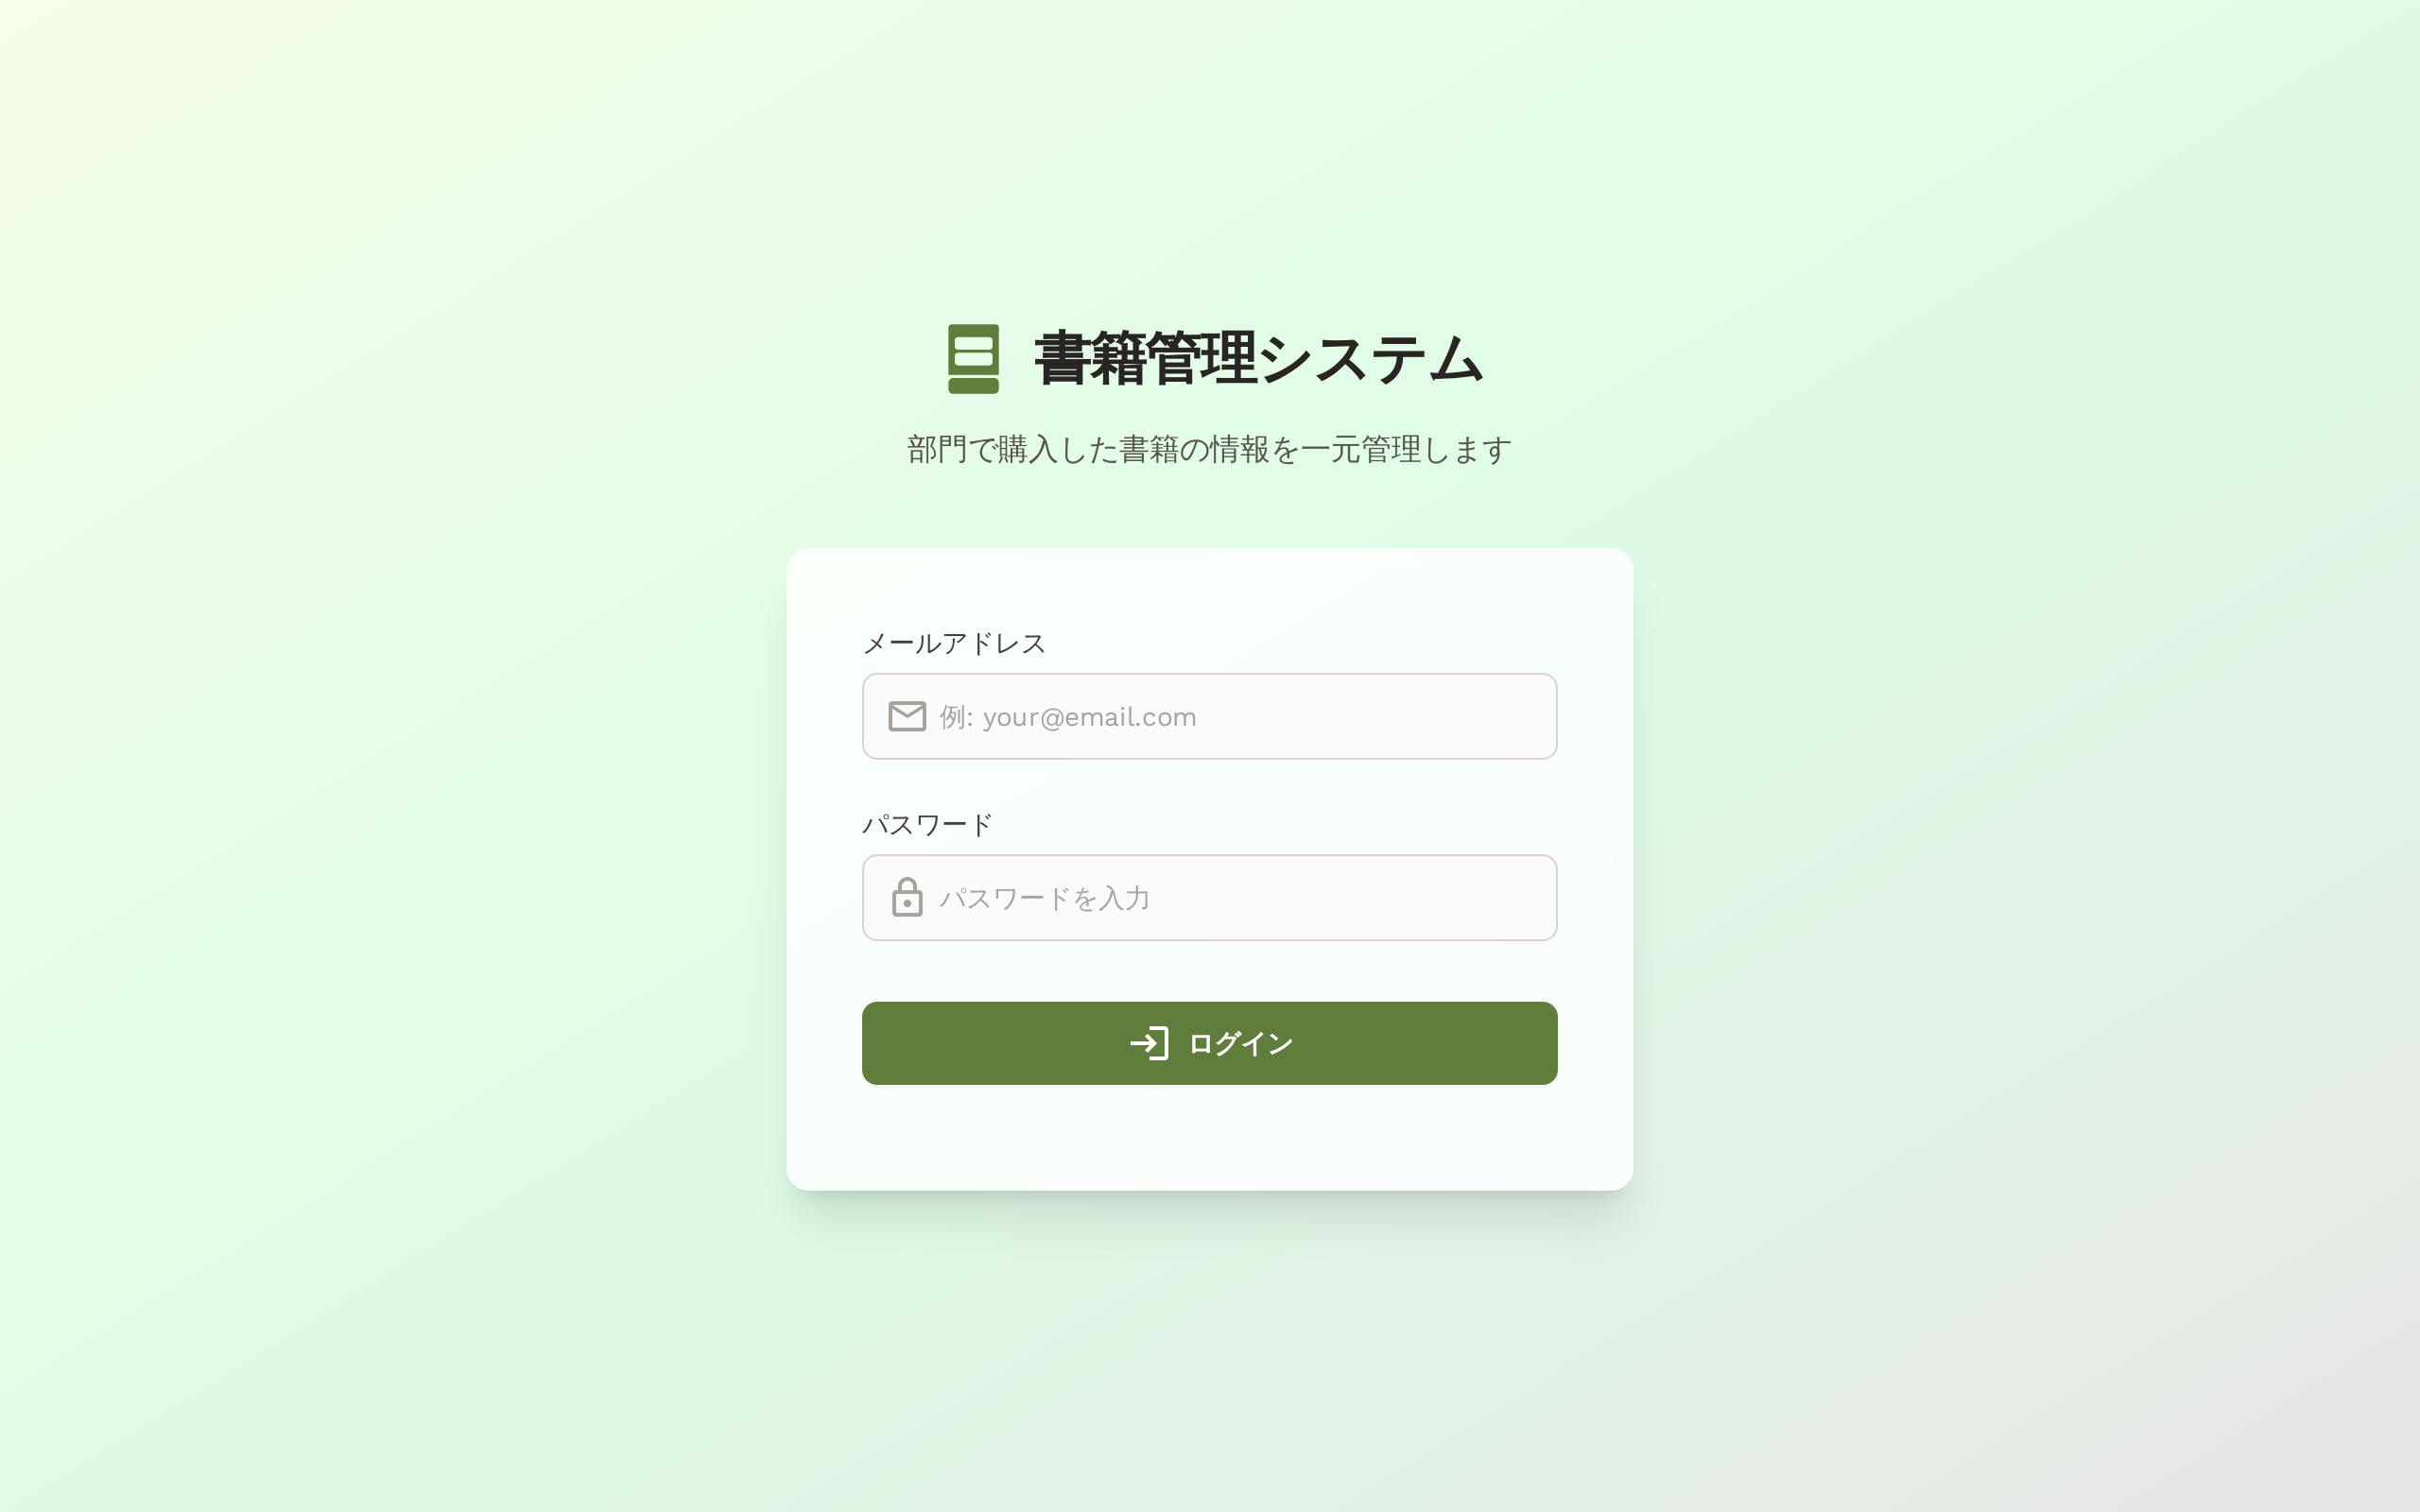 書籍管理システム
部門で購入した書籍の情報を一元管理します
メールアドレス
例: your@email.com
パスワード
パスワードを入力
ログイン